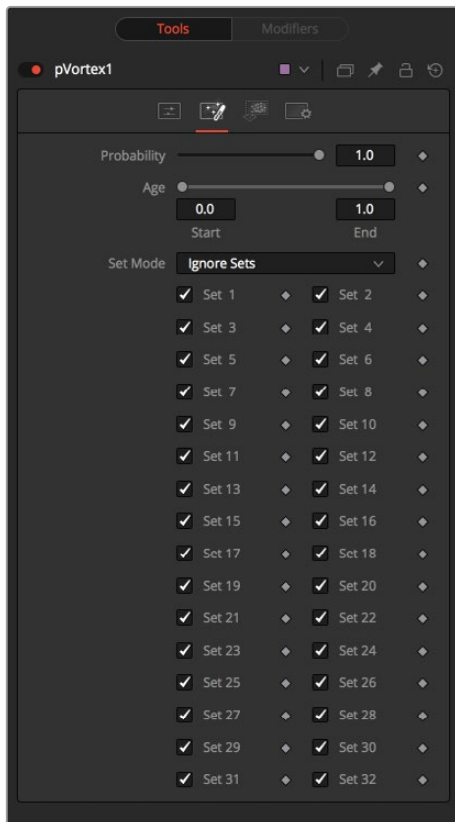 Tools Modifiers
pVortex1
Probability 1.0
Age
0.0 1.0
Start End
Set Mode Ignore Sets
Set 1 Set 2
Set 3 Set 4
Set 5 Set 6
Set 7 Set 8
Set 9 Set 10
Set 11 Set 12
Set 13 Set 14
Set 15 Set 16
Set 17 Set 18
Set 19 Set 20
Set 21 Set 22
Set 23 Set 24
Set 25 Set 26
Set 27 Set 28
Set 29 Set 30
Set 31 Set 32